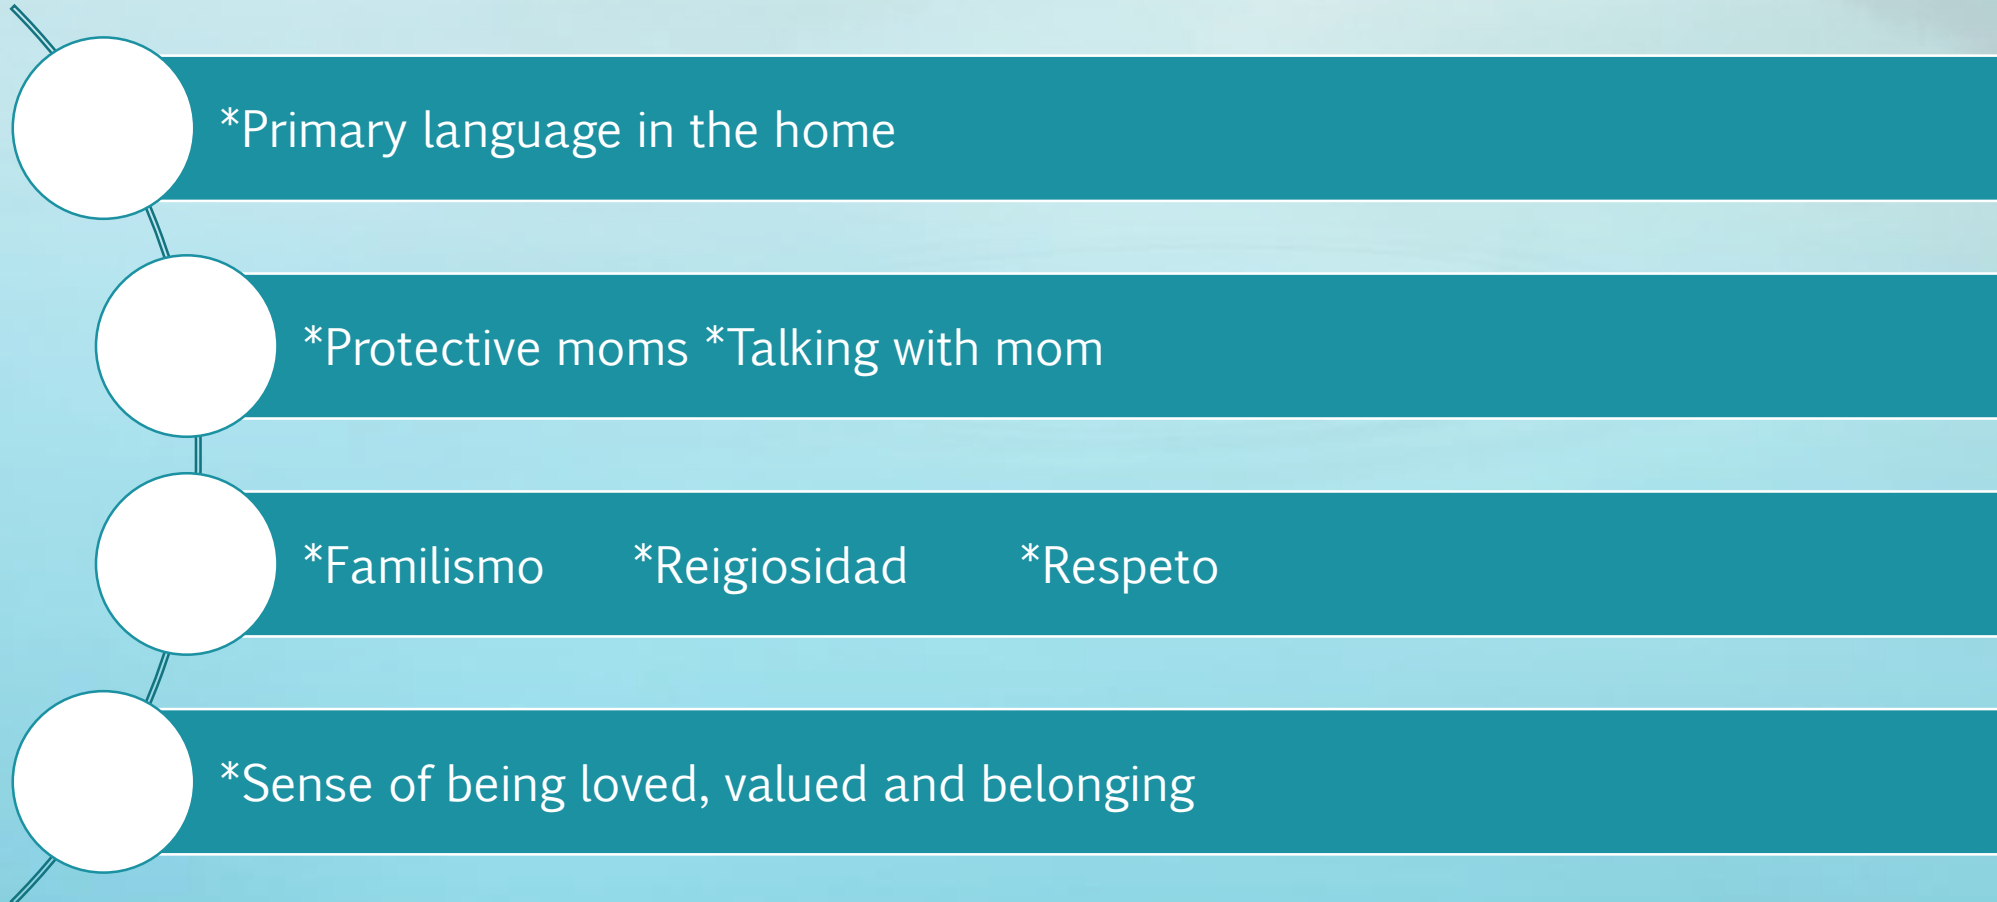 *Primary language in the home
*Protective moms *Talking with mom
*Familismo *Reigiosidad *Respeto
*Sense of being loved, valued and belonging